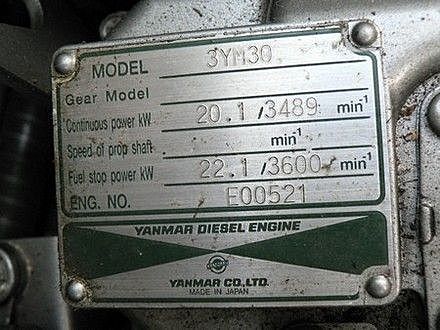 MODEL 3YM30
Gear Model
Continuous power kW 20.1/3489 min-1
Speed of prop shaft min-1
Fuel stop power kW 22.1/3600 min-1
ENG. NO. E00521
YANMAR DIESEL ENGINE
YANMAR CO.,LTD.
MADE IN JAPAN